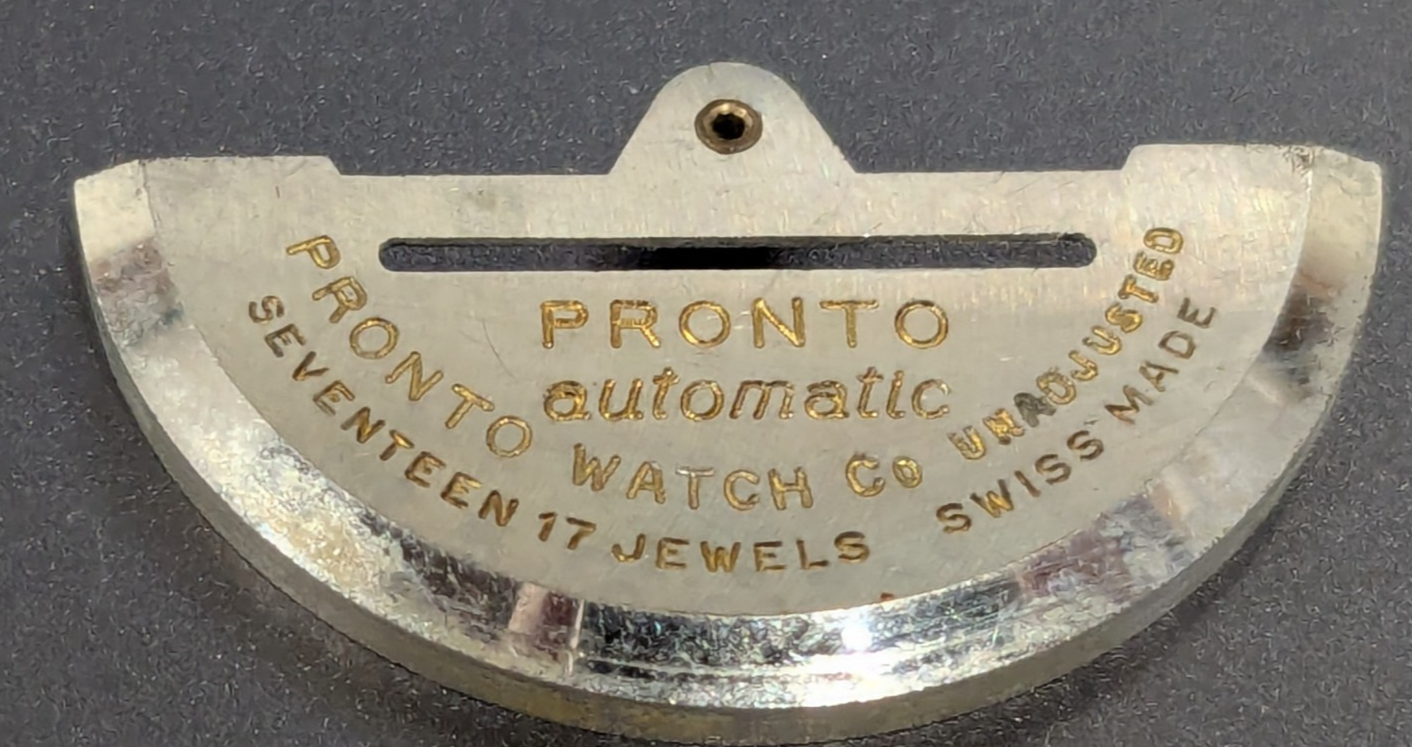 PRONTO
automatic
PRONTO WATCH Co UNADJUSTED
SEVENTEEN 17 JEWELS SWISS MADE